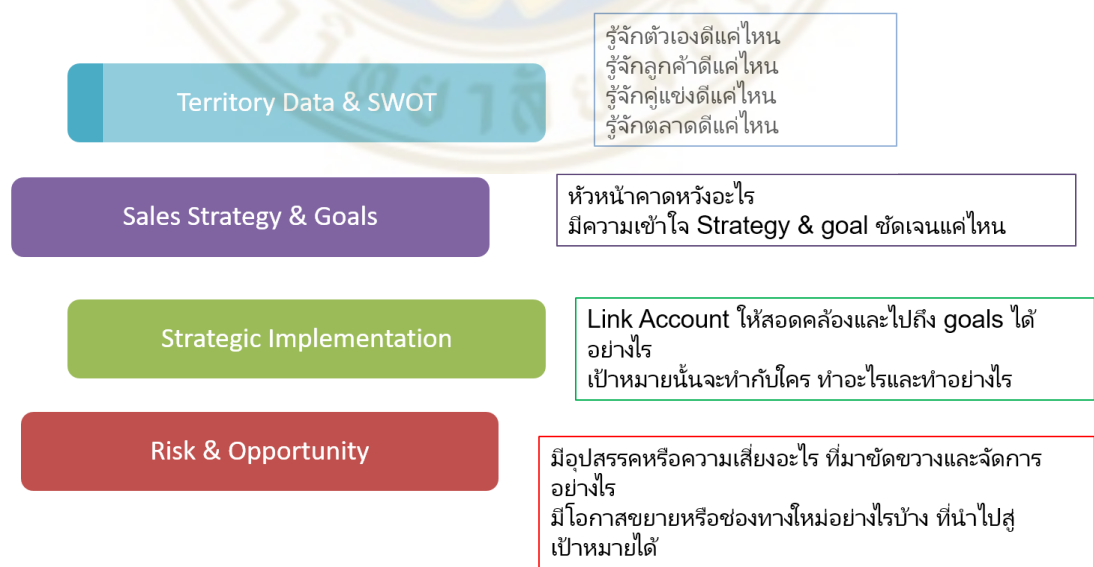 Territory Data & SWOT
รู้จักตัวเองดีแค่ไหน
รู้จักลูกค้าดีแค่ไหน
รู้จักคู่แข่งดีแค่ไหน
รู้จักตลาดดีแค่ไหน
Sales Strategy & Goals
หัวหน้าคาดหวังอะไร
มีความเข้าใจ Strategy & goal ชัดเจนแค่ไหน
Strategic Implementation
Link Account ให้สอดคล้องและไปถึง goals ได้
อย่างไร
เป้าหมายนั้นจะทำกับใคร ทำอะไรและทำอย่างไร
Risk & Opportunity
มีอุปสรรคหรือความเสี่ยงอะไร ที่มาขัดขวางและจัดการ
อย่างไร
มีโอกาสขยายหรือช่องทางใหม่อย่างไรบ้าง ที่นำไปสู่
เป้าหมายได้